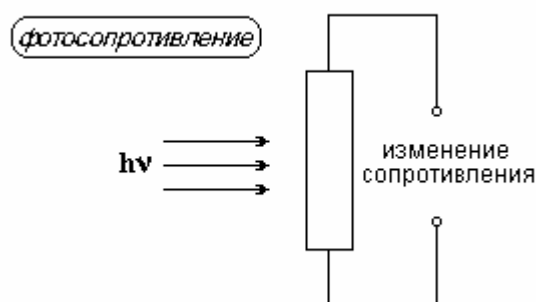 фотосопротивление
hν
изменение
сопротивления